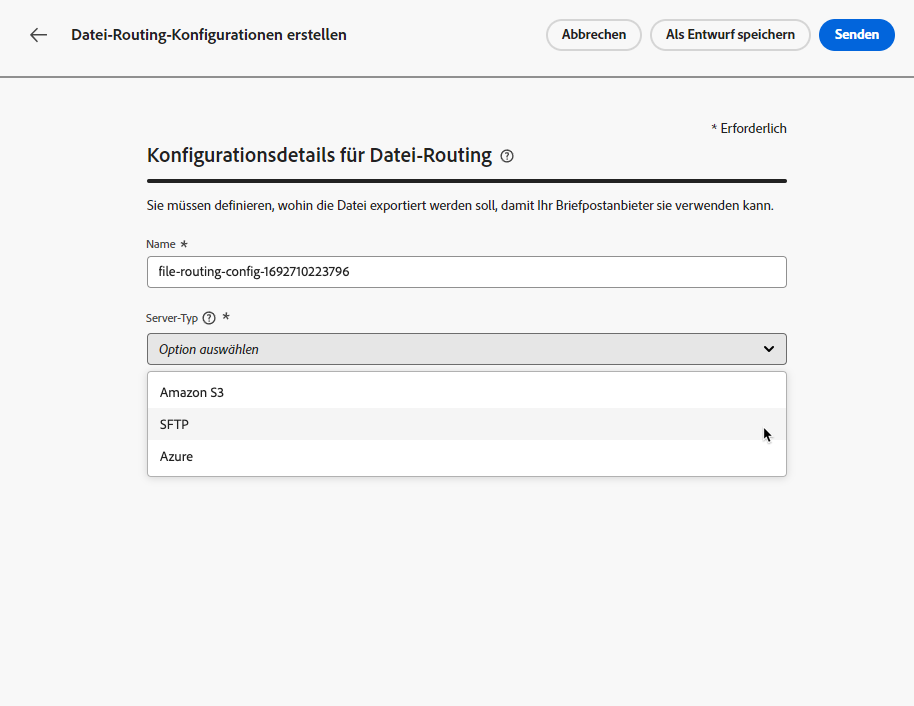 Datei-Routing-Konfigurationen erstellen
Abbrechen
Als Entwurf speichern
Senden
* Erforderlich
Konfigurationsdetails für Datei-Routing
Sie müssen definieren, wohin die Datei exportiert werden soll, damit Ihr Briefpostanbieter sie verwenden kann.
Name *
file-routing-config-1692710223796
Server-Typ *
Option auswählen
Amazon S3
SFTP
Azure